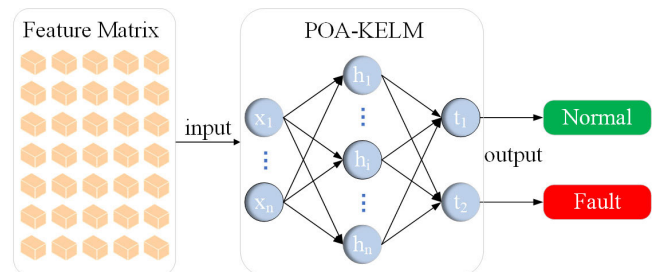 Feature Matrix
POA-KELM
input
x1
xn
h1
hi
hn
t1
t2
output
Normal
Fault